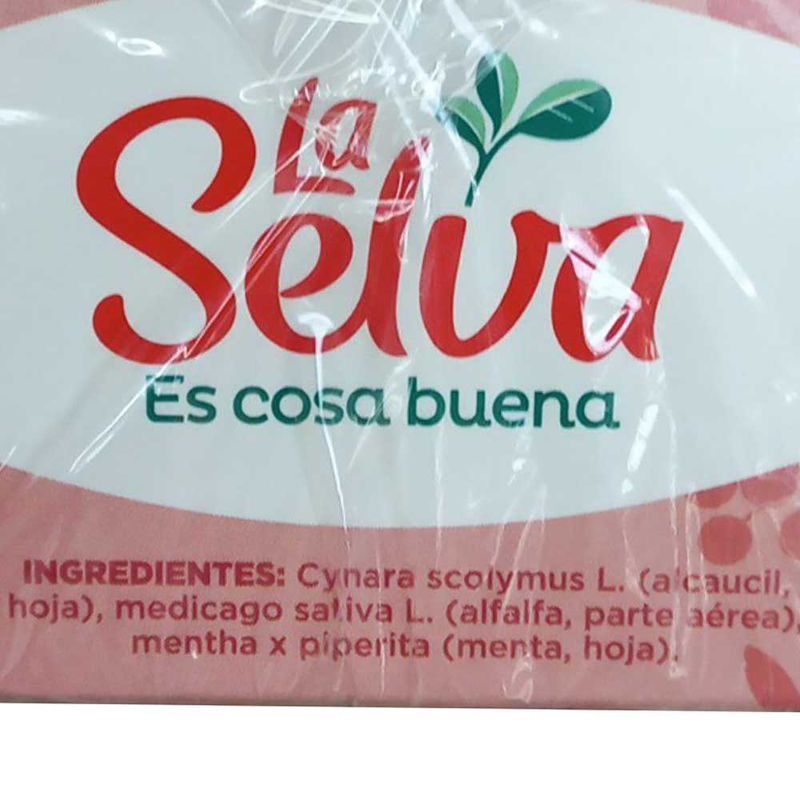 La
Selva
Es cosa buena
INGREDIENTES: Cynara scolymus L. (alcaucil,
hoja), medicago sativa L. (alfalfa, parte aérea),
mentha x piperita (menta, hoja).